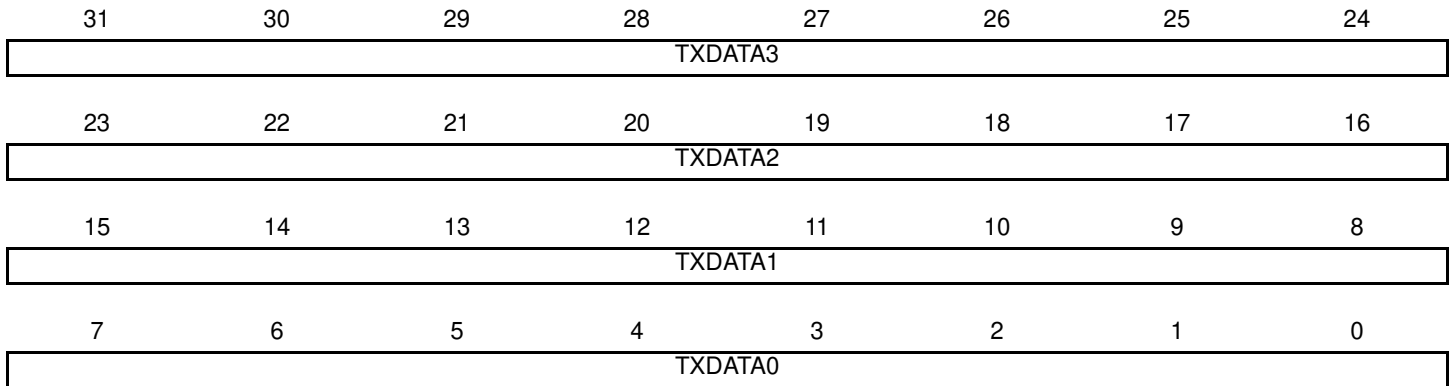 31 30 29 28 27 26 25 24
TXDATA3
23 22 21 20 19 18 17 16
TXDATA2
15 14 13 12 11 10 9 8
TXDATA1
7 6 5 4 3 2 1 0
TXDATA0